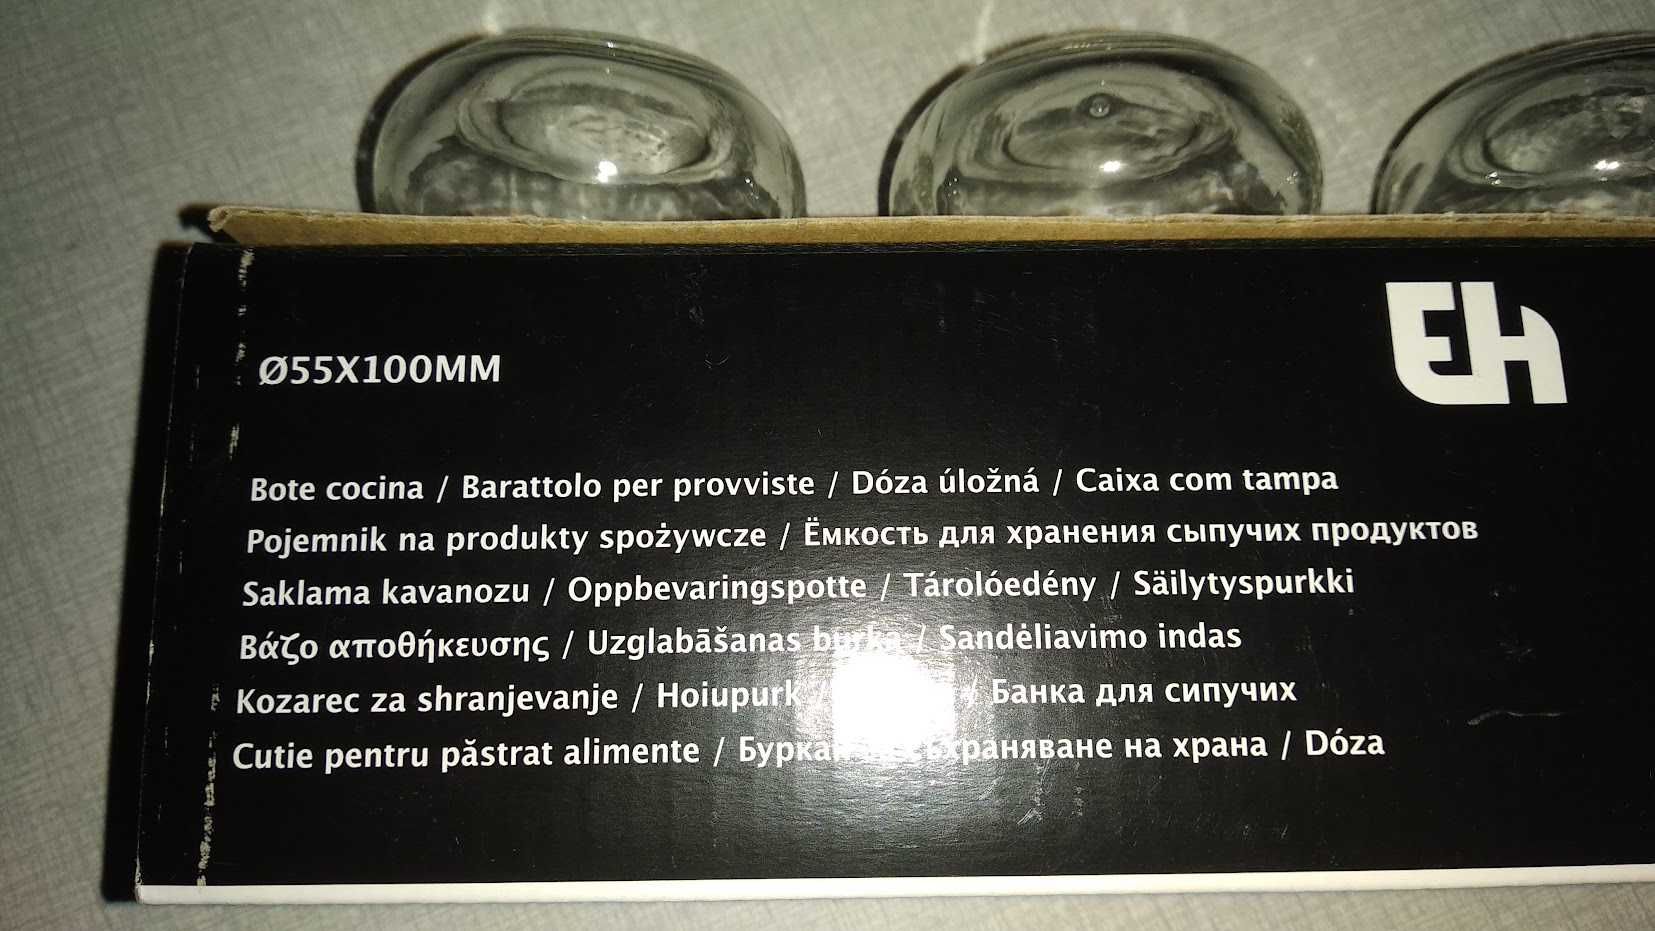 EH
Ø55X100MM
Bote cocina / Barattolo per provviste / Dóza úložná / Caixa com tampa
Pojemnik na produkty spożywcze / Ёмкость для хранения сыпучих продуктов
Saklama kavanozu / Oppbevaringspotte / Tárolóedény / Säilytyspurkki
Βάζο αποθήκευσης / Uzglabāšanas burka / Sandėliavimo indas
Kozarec za shranjevanje / Hoiupurk / / Банка для сипучих
Cutie pentru păstrat alimente / Буркан съхраняване на храна / Dóza